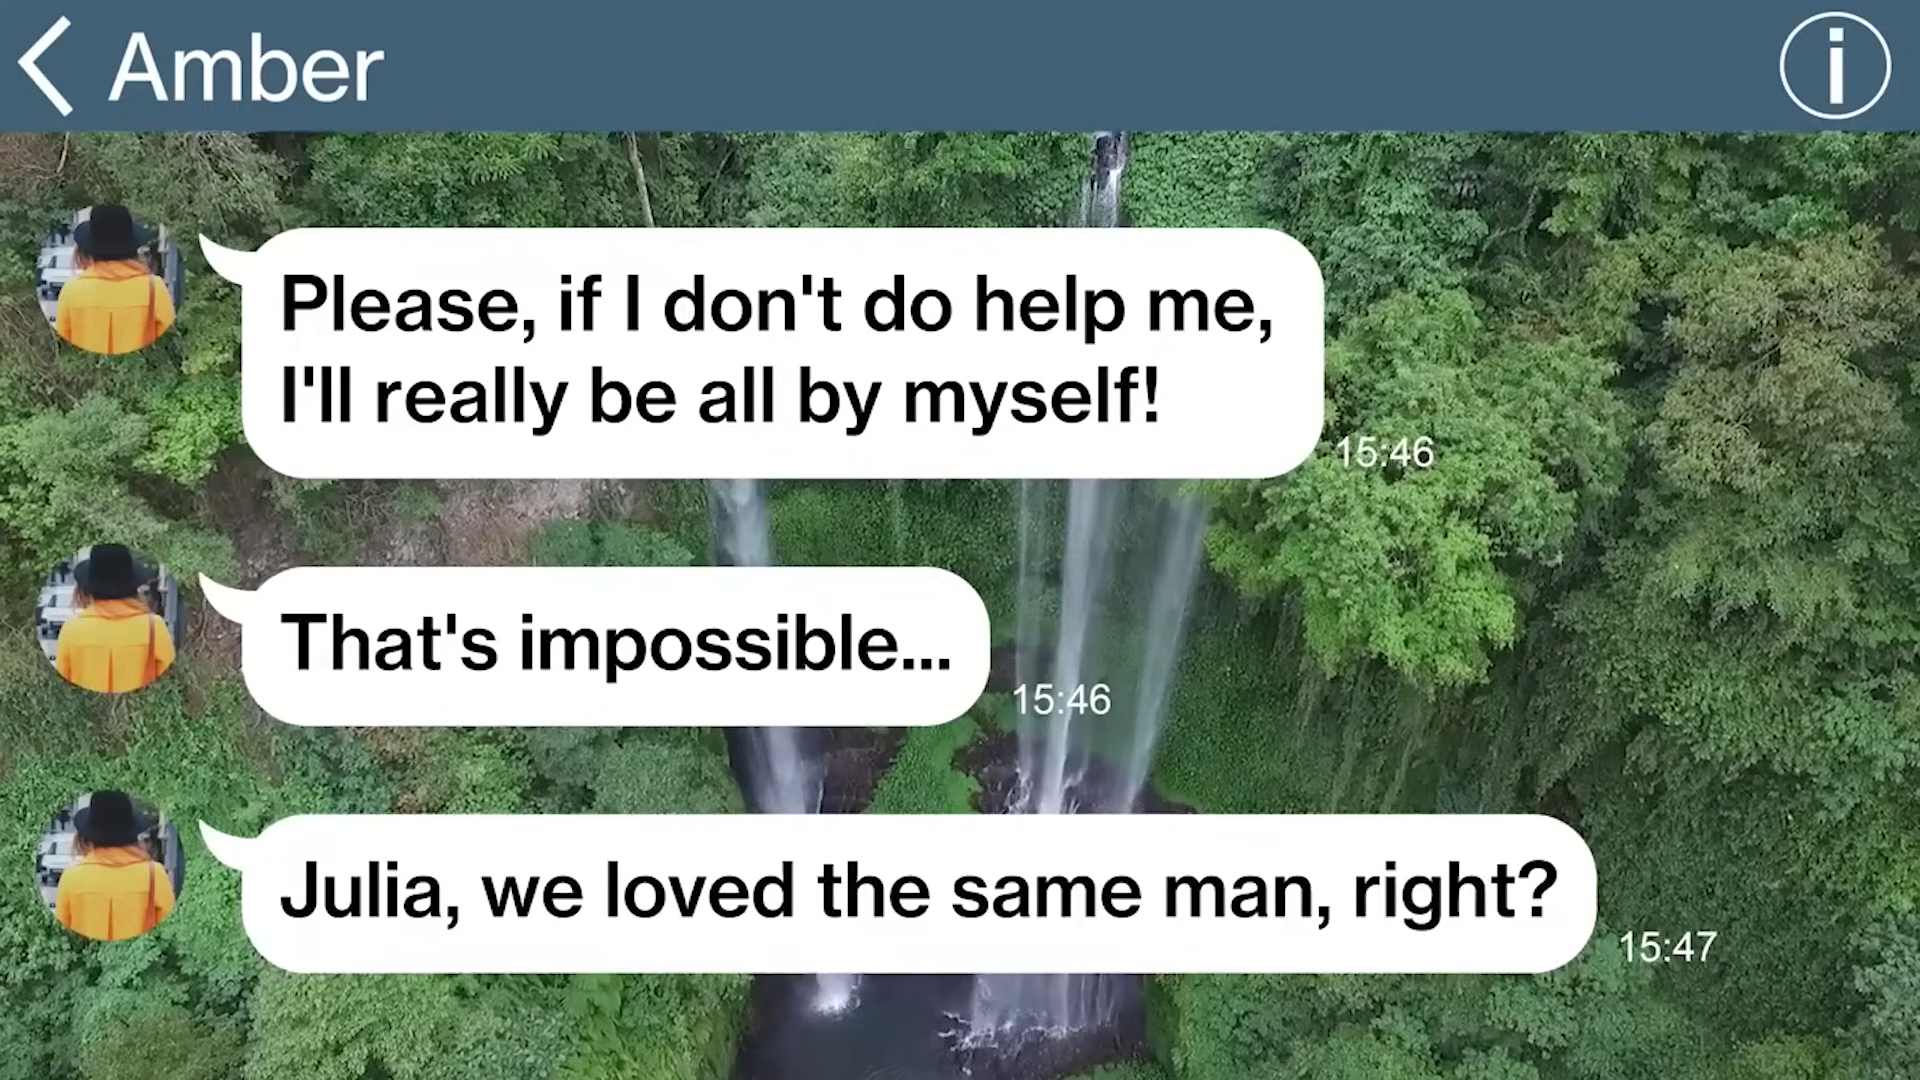 Amber
Please, if I don't do help me,
I'll really be all by myself!
15:46
That's impossible...
15:46
Julia, we loved the same man, right?
15:47